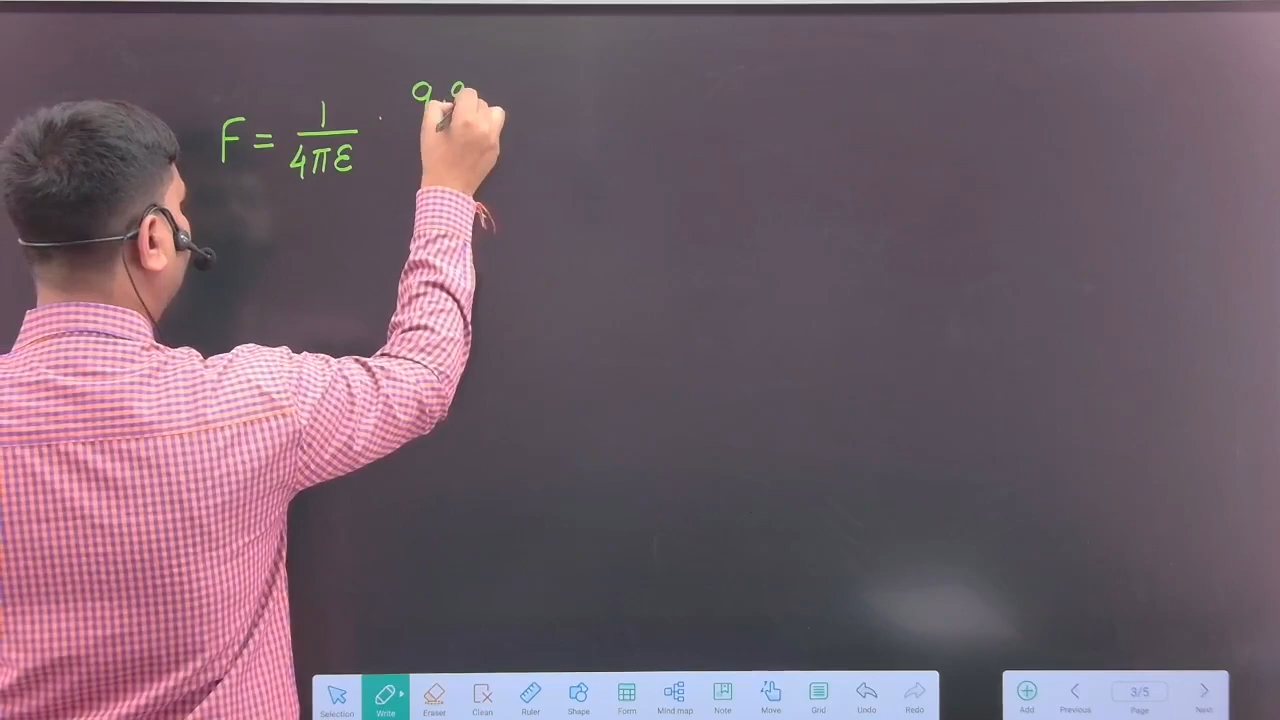 F = 1/4πε · q q
Selection Write Eraser Clean Ruler Shape Form Mind map Note Move Grid Undo Redo Add Previous 3/5 Page Next